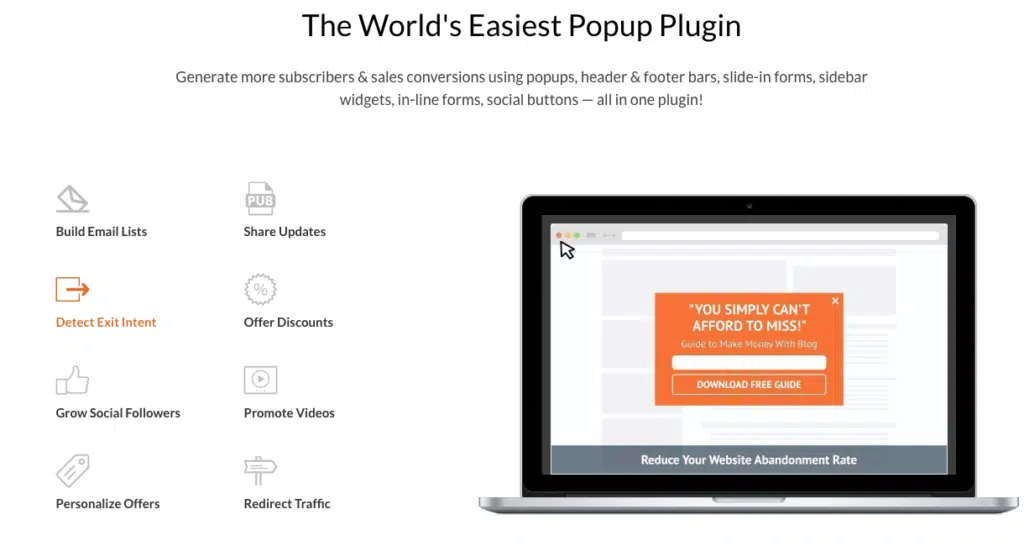 The World's Easiest Popup Plugin
Generate more subscribers & sales conversions using popups, header & footer bars, slide-in forms, sidebar
widgets, in-line forms, social buttons — all in one plugin!
Build Email Lists
PUB
Share Updates
Detect Exit Intent
%
Offer Discounts
Grow Social Followers
Promote Videos
Personalize Offers
Redirect Traffic
"YOU SIMPLY CAN'T
AFFORD TO MISS!"
Guide to Make Money With Blog
DOWNLOAD FREE GUIDE
Reduce Your Website Abandonment Rate